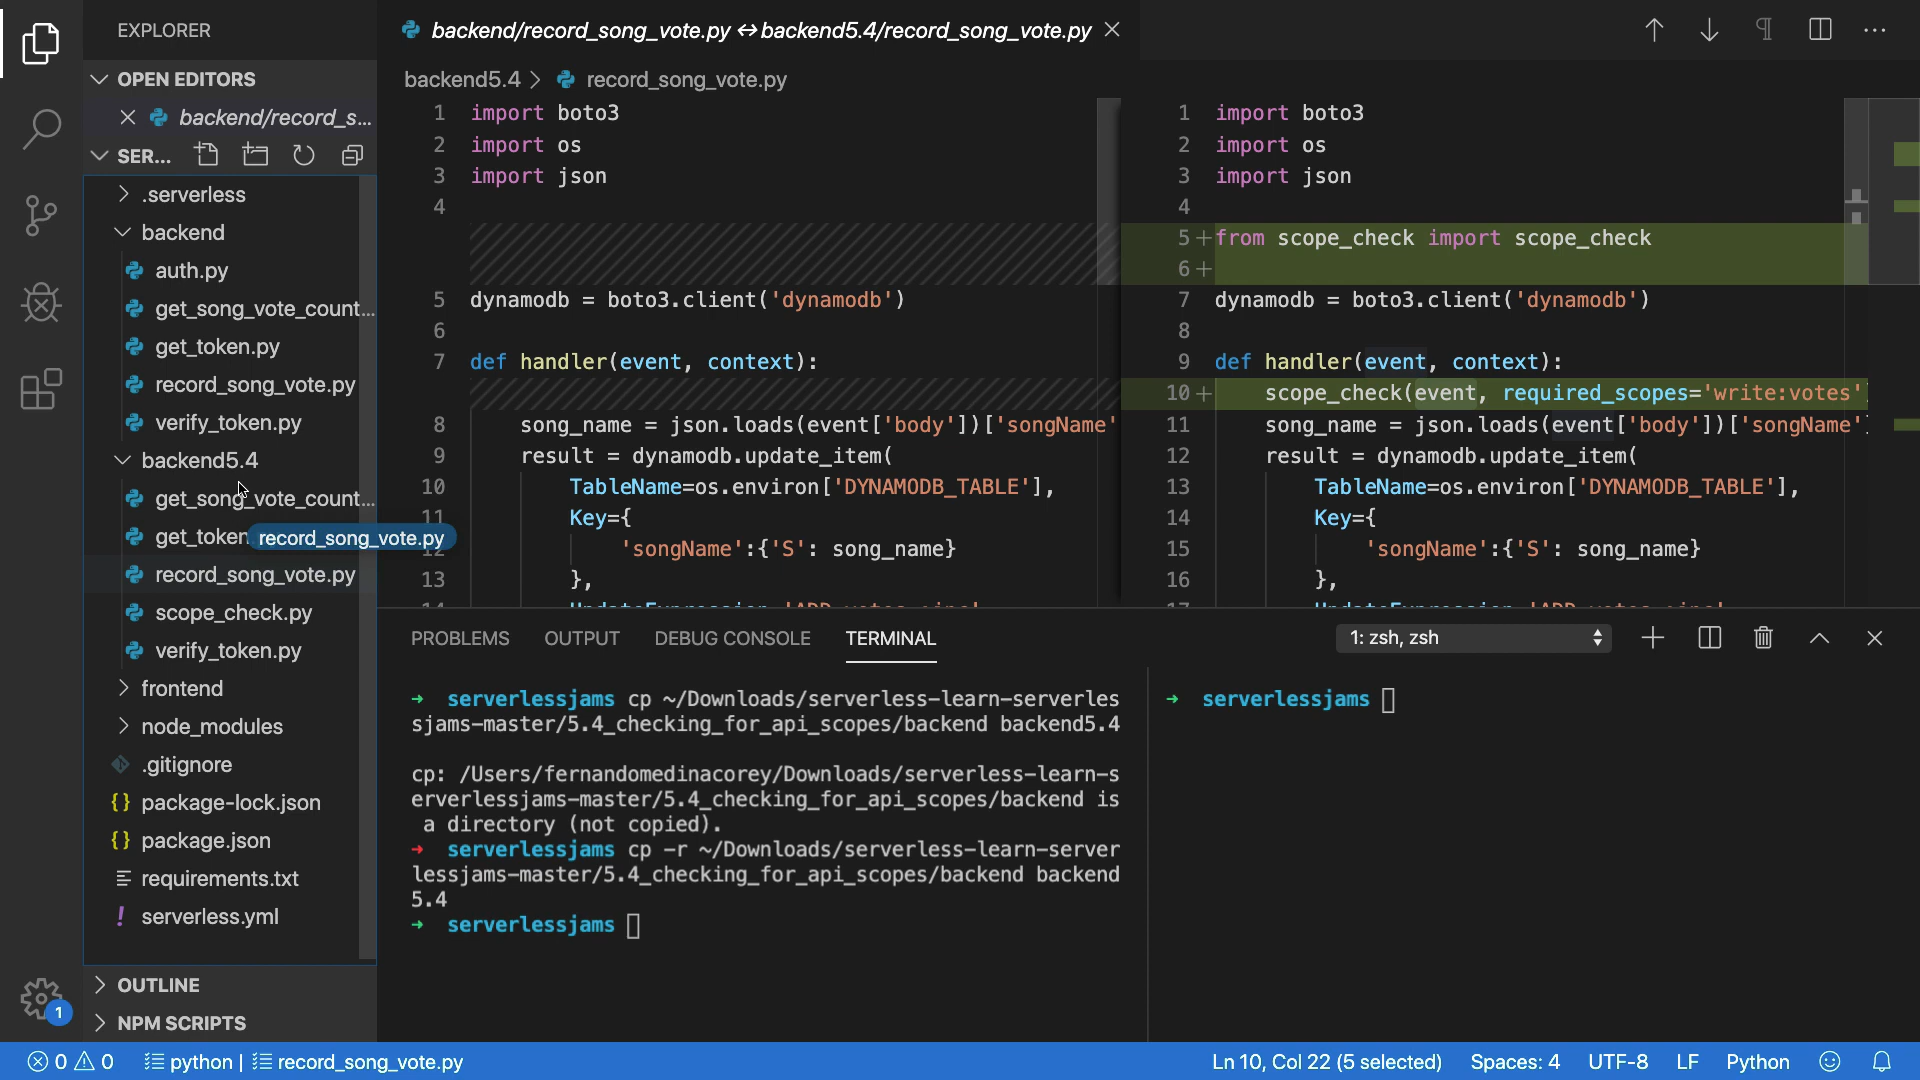 EXPLORER
OPEN EDITORS
backend/record_s...
SER...
.serverless
backend
auth.py
get_song_vote_count...
get_token.py
record_song_vote.py
verify_token.py
backend5.4
get_song_vote_count...
get_token
record_song_vote.py
record_song_vote.py
scope_check.py
verify_token.py
frontend
node_modules
.gitignore
package-lock.json
package.json
requirements.txt
serverless.yml
OUTLINE
NPM SCRIPTS
1
backend/record_song_vote.py ↔ backend5.4/record_song_vote.py
backend5.4 > record_song_vote.py
1 import boto3
2 import os
3 import json
4
5 dynamodb = boto3.client('dynamodb')
6
7 def handler(event, context):
8 song_name = json.loads(event['body'])['songName'
9 result = dynamodb.update_item(
10 TableName=os.environ['DYNAMODB_TABLE'],
11 Key={
12 'songName':{'S': song_name}
13 },
1 import boto3
2 import os
3 import json
4
5+ from scope_check import scope_check
6+
7 dynamodb = boto3.client('dynamodb')
8
9 def handler(event, context):
10+ scope_check(event, required_scopes='write:votes'
11 song_name = json.loads(event['body'])['songName'
12 result = dynamodb.update_item(
13 TableName=os.environ['DYNAMODB_TABLE'],
14 Key={
15 'songName':{'S': song_name}
16 },
PROBLEMS OUTPUT DEBUG CONSOLE TERMINAL
1: zsh, zsh
➜ serverlessjams cp ~/Downloads/serverless-learn-serverles
sjams-master/5.4_checking_for_api_scopes/backend backend5.4
cp: /Users/fernandomedinacorey/Downloads/serverless-learn-s
erverlessjams-master/5.4_checking_for_api_scopes/backend is
a directory (not copied).
➜ serverlessjams cp -r ~/Downloads/serverless-learn-server
lessjams-master/5.4_checking_for_api_scopes/backend backend
5.4
➜ serverlessjams
➜ serverlessjams
0 0 python | record_song_vote.py
Ln 10, Col 22 (5 selected) Spaces: 4 UTF-8 LF Python